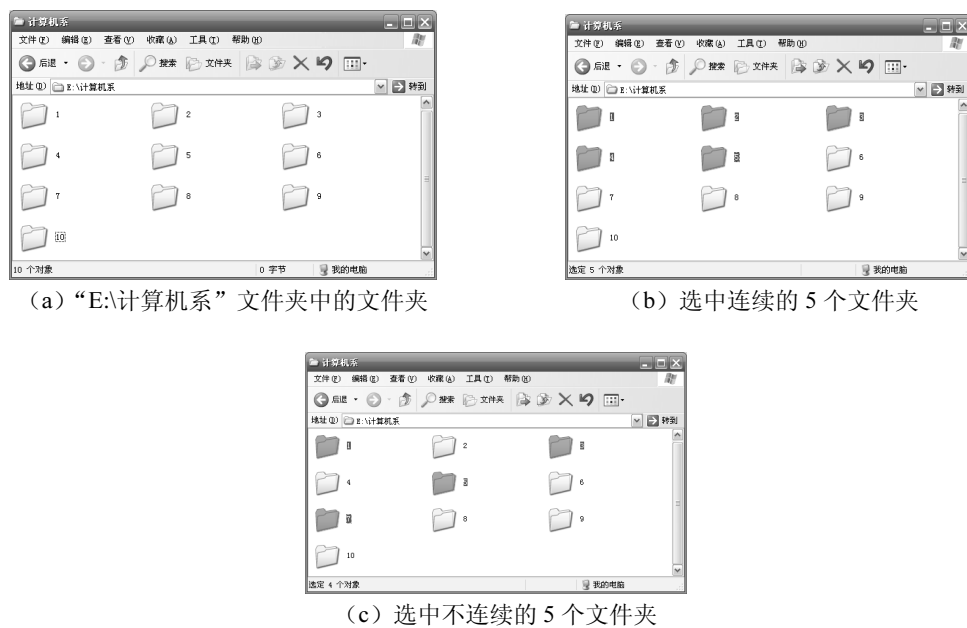 计算机系
文件(F) 编辑(E) 查看(V) 收藏(A) 工具(T) 帮助(H)
后退 搜索 文件夹
地址(D) E:\计算机系 转到
1 2 3
4 5 6
7 8 9
10
10 个对象 0 字节 我的电脑
(a)“E:\计算机系”文件夹中的文件夹
计算机系
文件(F) 编辑(E) 查看(V) 收藏(A) 工具(T) 帮助(H)
后退 搜索 文件夹
地址(D) E:\计算机系 转到
6
7 8 9
10
选定 5 个对象 我的电脑
(b)选中连续的 5 个文件夹
计算机系
文件(F) 编辑(E) 查看(V) 收藏(A) 工具(T) 帮助(H)
后退 搜索 文件夹
地址(D) E:\计算机系 转到
2
4 6
8 9
10
选定 4 个对象 我的电脑
(c)选中不连续的 5 个文件夹